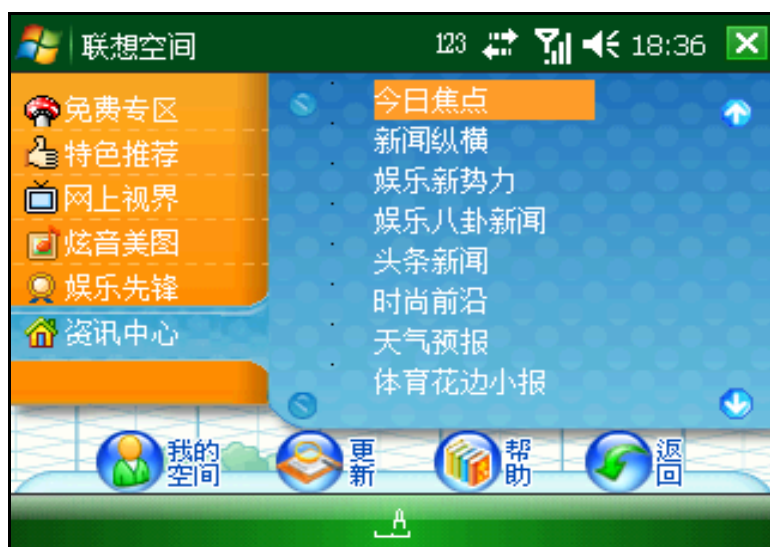 联想空间
123
18:36
免费专区
特色推荐
网上视界
炫音美图
娱乐先锋
资讯中心
今日焦点
新闻纵横
娱乐新势力
娱乐八卦新闻
头条新闻
时尚前沿
天气预报
体育花边小报
我的
空间
更
新
帮
助
返
回
A